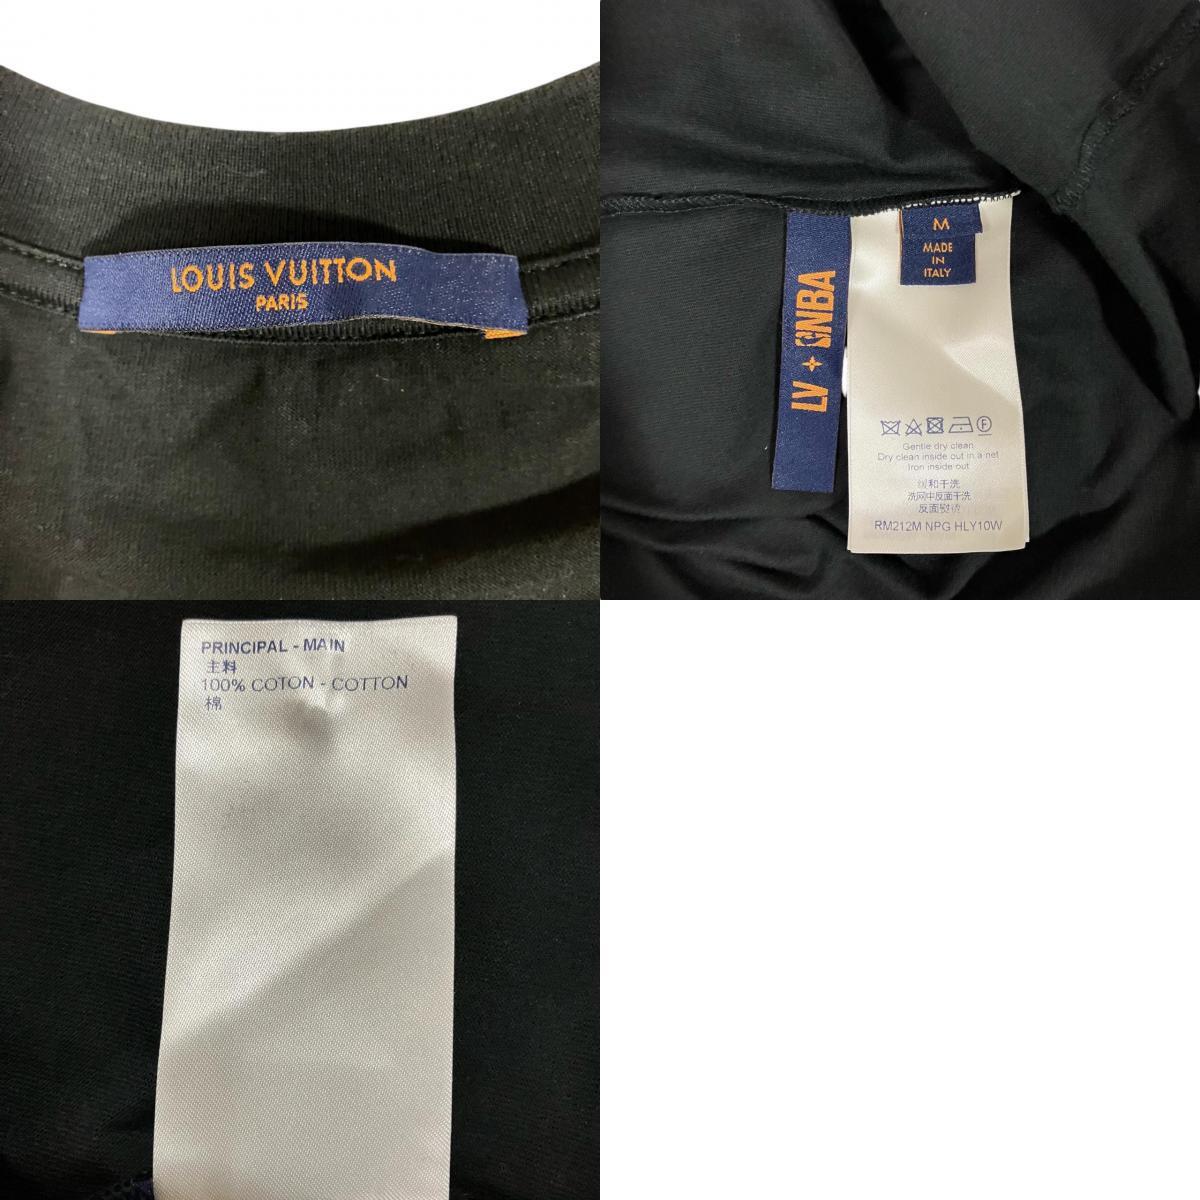 LOUIS VUITTON
PARIS
LV + NBA
M
MADE
IN
ITALY
Gentle dry clean
Dry clean inside out in a net
Iron inside out
缓和干洗
洗网中反面干洗
反面熨烫
RM212M NPG HLY10W
PRINCIPAL - MAIN
主料
100% COTON - COTTON
棉